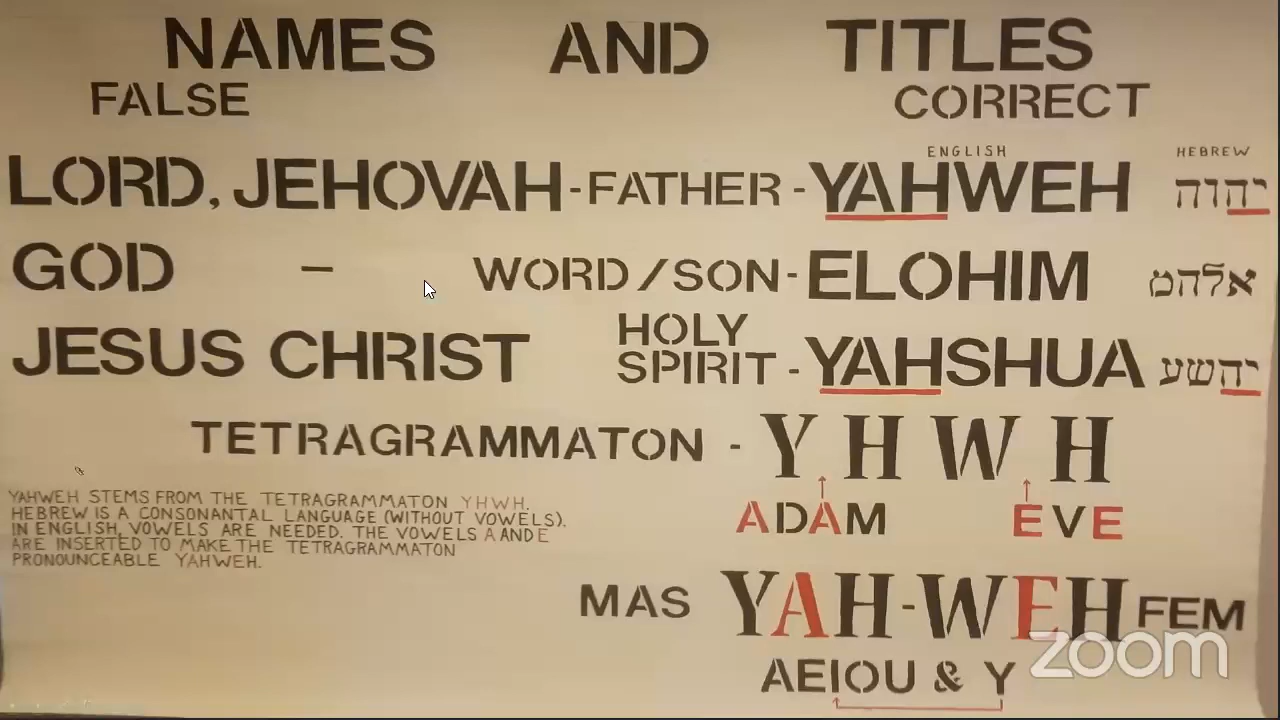 NAMES AND TITLES
FALSE CORRECT
ENGLISH HEBREW
LORD, JEHOVAH - FATHER - YAHWEH יהוה
GOD - WORD/SON - ELOHIM אלהמ
JESUS CHRIST HOLY SPIRIT - YAHSHUA יהשע
TETRAGRAMMATON - Y H W H
ADAM EVE
YAHWEH STEMS FROM THE TETRAGRAMMATON YHWH.
HEBREW IS A CONSONANTAL LANGUAGE (WITHOUT VOWELS).
IN ENGLISH, VOWELS ARE NEEDED. THE VOWELS A AND E
ARE INSERTED TO MAKE THE TETRAGRAMMATON
PRONOUNCEABLE YAHWEH.
MAS YAH-WEH FEM
AEIOU & Y
zoom